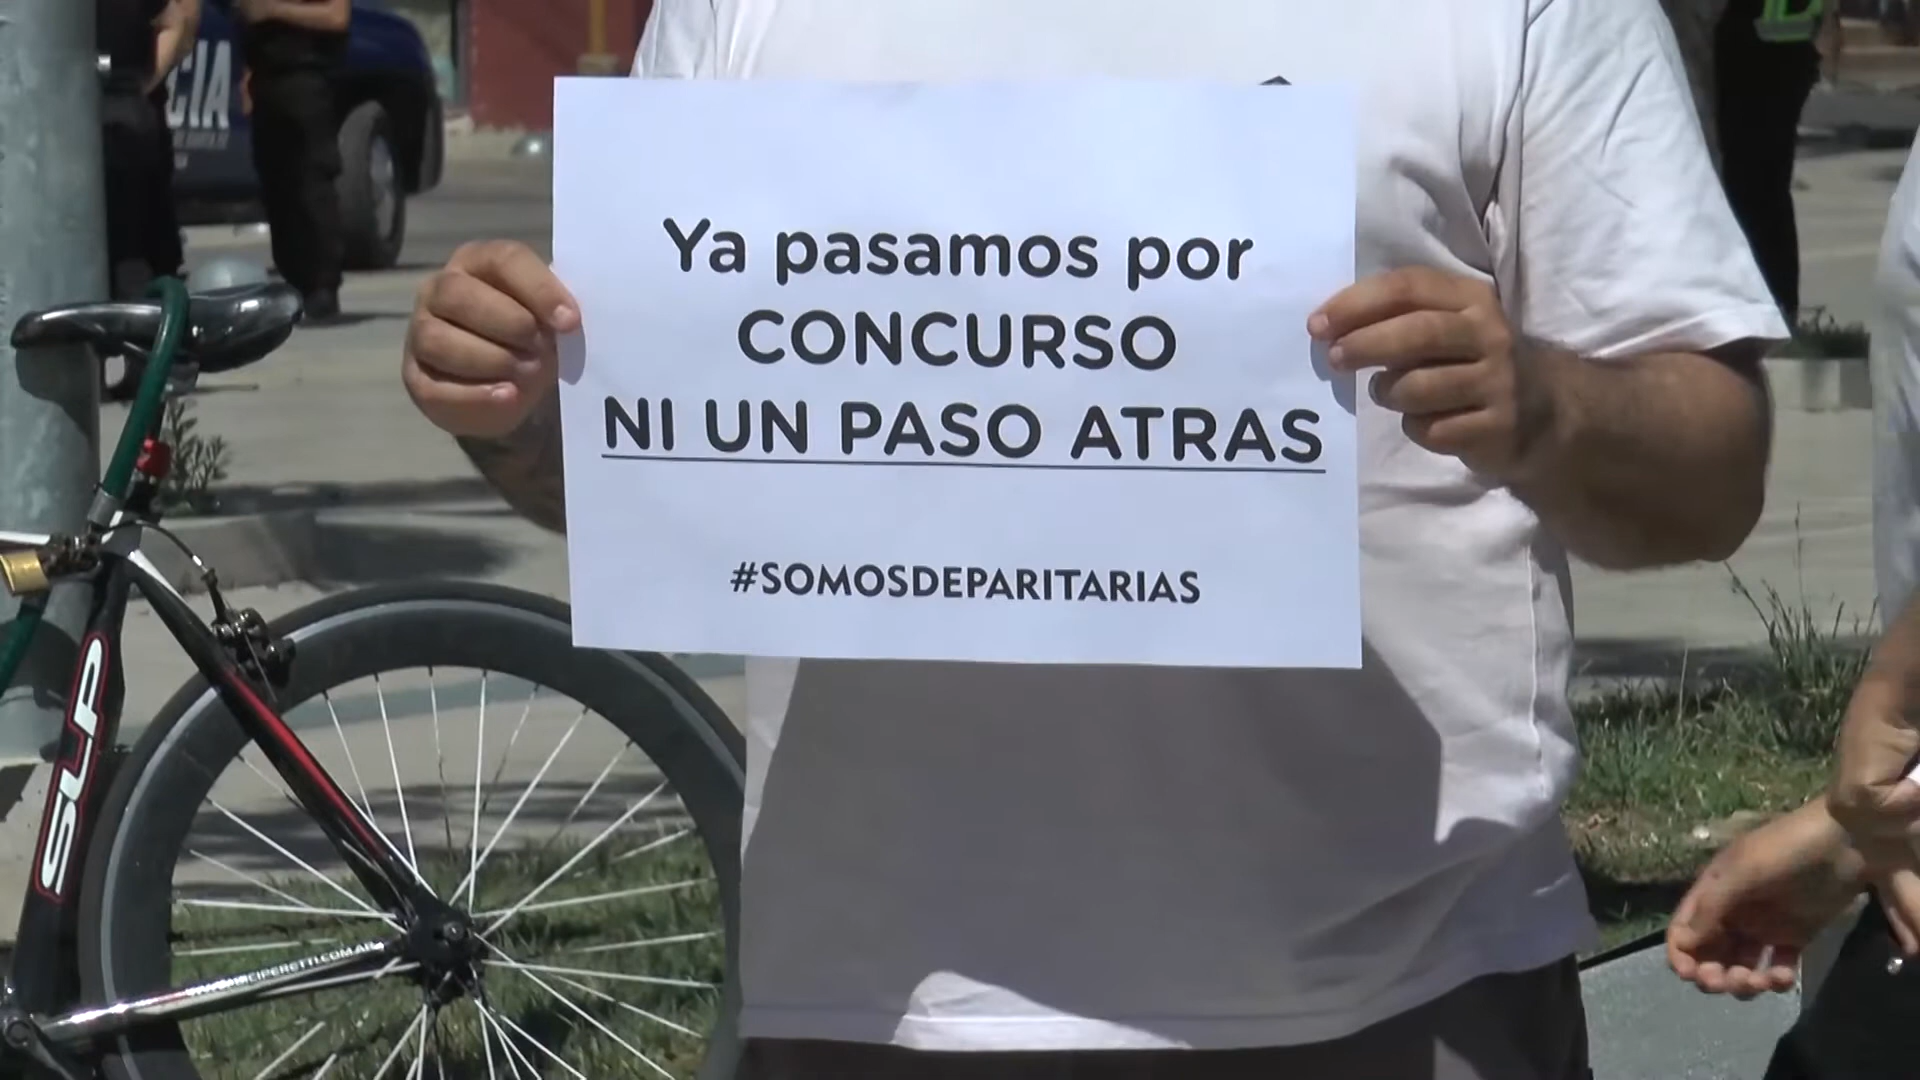 CIA
Ya pasamos por
CONCURSO
NI UN PASO ATRAS
#SOMOSDEPARITARIAS
SLP